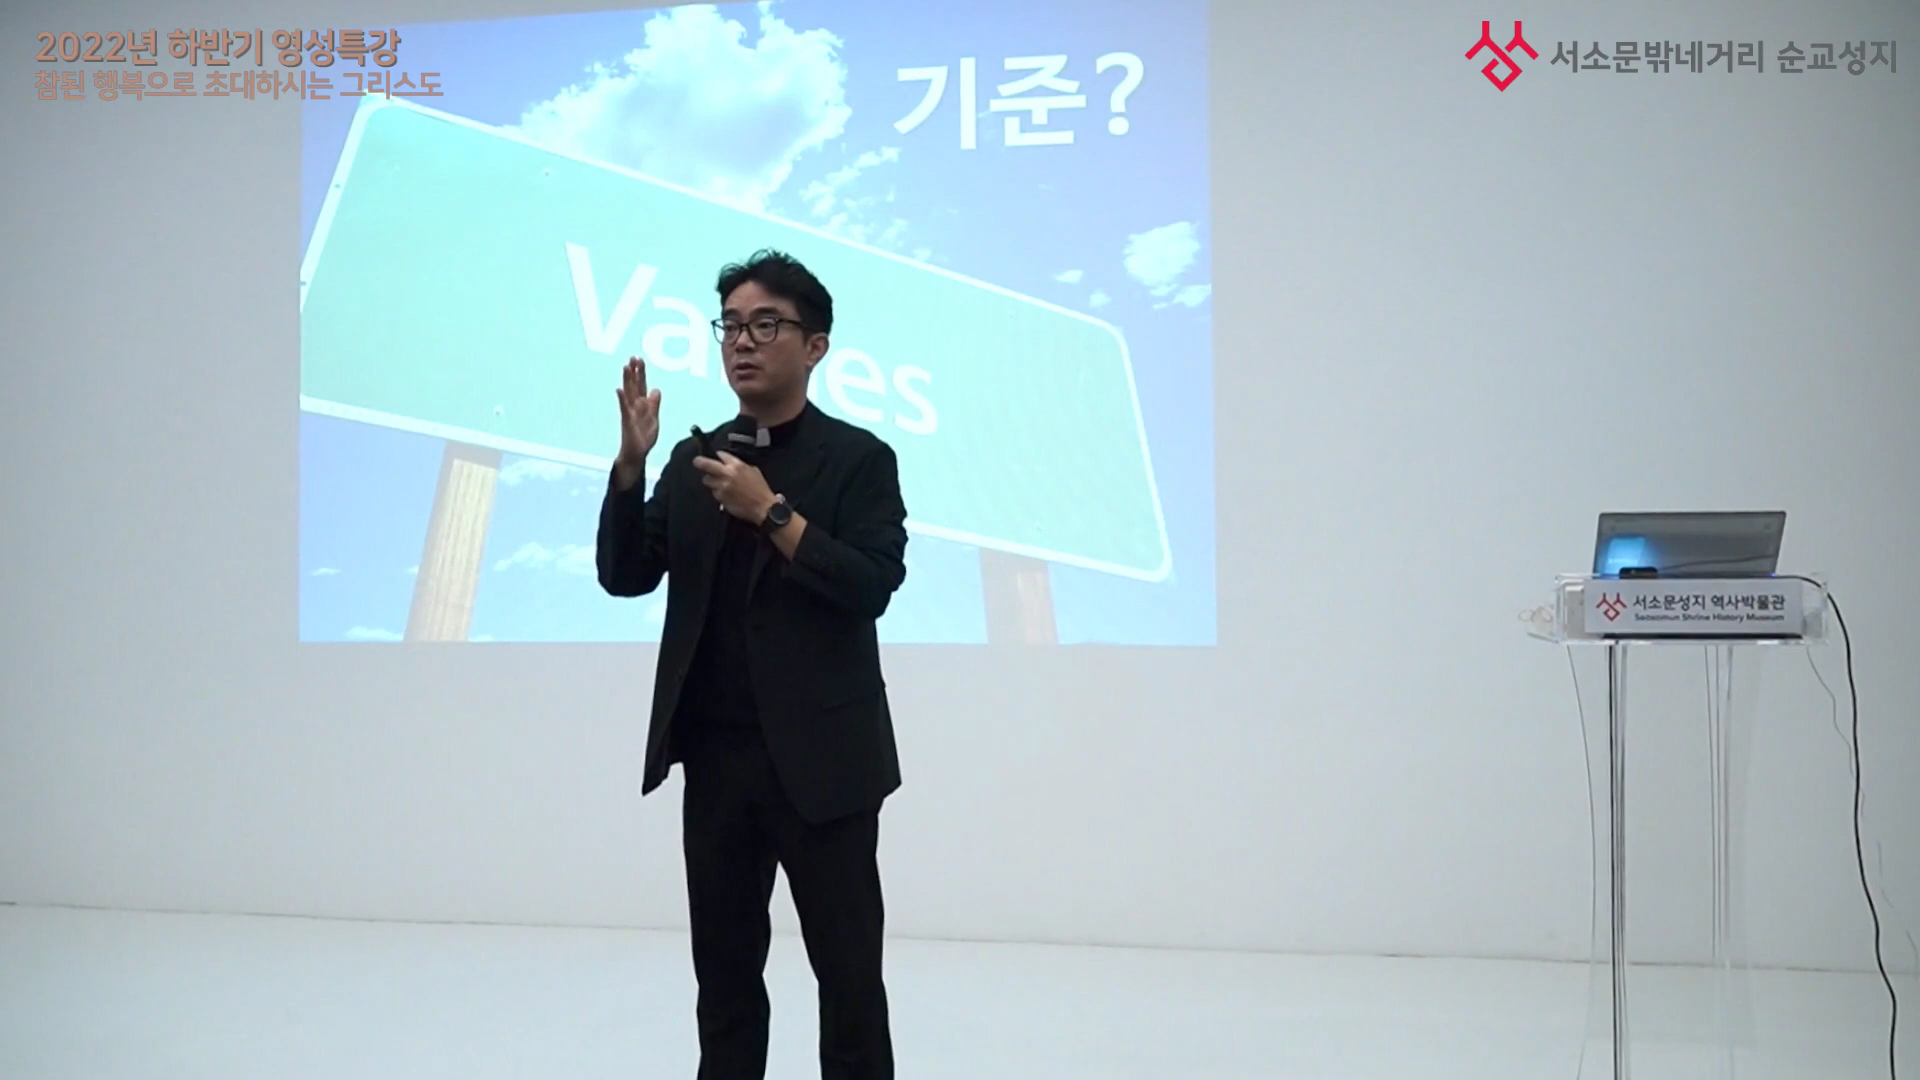 2022년 하반기 영성특강
참된 행복으로 초대하시는 그리스도
서소문밖네거리 순교성지
기준?
Va es
서소문성지 역사박물관
Seosomun Shrine History Museum